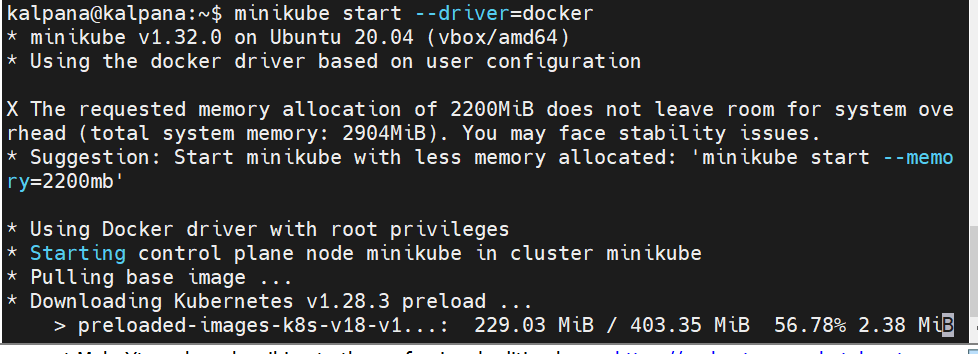 kalpana@kalpana:~$ minikube start --driver=docker
* minikube v1.32.0 on Ubuntu 20.04 (vbox/amd64)
* Using the docker driver based on user configuration
X The requested memory allocation of 2200MiB does not leave room for system ove
rhead (total system memory: 2904MiB). You may face stability issues.
* Suggestion: Start minikube with less memory allocated: 'minikube start --memo
ry=2200mb'
* Using Docker driver with root privileges
* Starting control plane node minikube in cluster minikube
* Pulling base image ...
* Downloading Kubernetes v1.28.3 preload ...
> preloaded-images-k8s-v18-v1...: 229.03 MiB / 403.35 MiB 56.78% 2.38 MiB